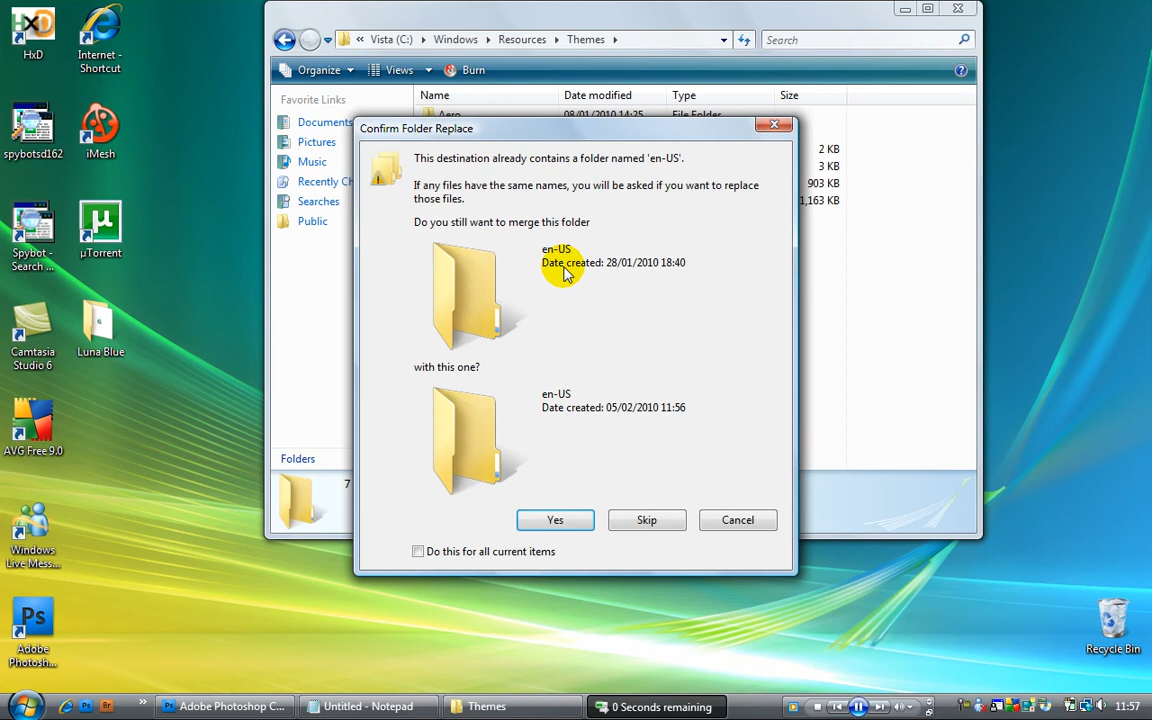 HxD
Internet -
Shortcut
spybotsd162
iMesh
Spybot -
Search ...
µTorrent
Camtasia
Studio 6
Luna Blue
AVG Free 9.0
Windows
Live Mess...
Adobe
Photosh...
Recycle Bin
« Vista (C:) Windows Resources Themes
Search
Organize Views Burn
Favorite Links
Name Date modified Type Size
Documents
Pictures
Music
Searches
Public
Aero 08/01/2010 14:25 File Folder
2 KB
3 KB
903 KB
1,163 KB
Folders
7
Confirm Folder Replace
This destination already contains a folder named 'en-US'.
If any files have the same names, you will be asked if you want to replace
those files.
Do you still want to merge this folder
en-US
Date created: 28/01/2010 18:40
with this one?
en-US
Date created: 05/02/2010 11:56
Yes Skip Cancel
Do this for all current items
Ps Br » Ps Adobe Photoshop C... Untitled - Notepad Themes 0 Seconds remaining 11:57